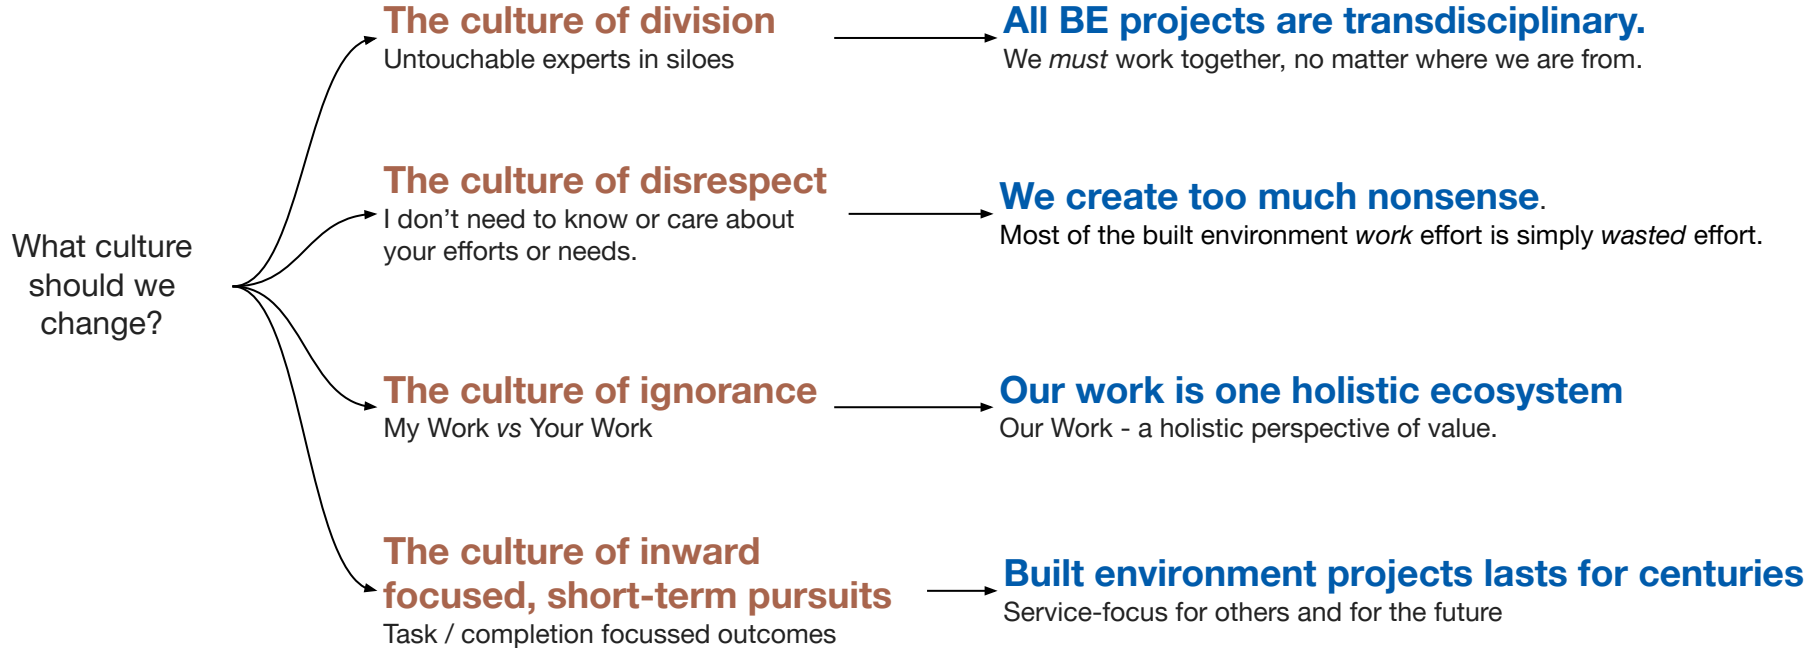 What culture
should we
change?
The culture of division
Untouchable experts in siloes
All BE projects are transdisciplinary.
We must work together, no matter where we are from.
The culture of disrespect
I don’t need to know or care about
your efforts or needs.
We create too much nonsense.
Most of the built environment work effort is simply wasted effort.
The culture of ignorance
My Work vs Your Work
Our work is one holistic ecosystem
Our Work - a holistic perspective of value.
The culture of inward
focused, short-term pursuits
Task / completion focussed outcomes
Built environment projects lasts for centuries
Service-focus for others and for the future